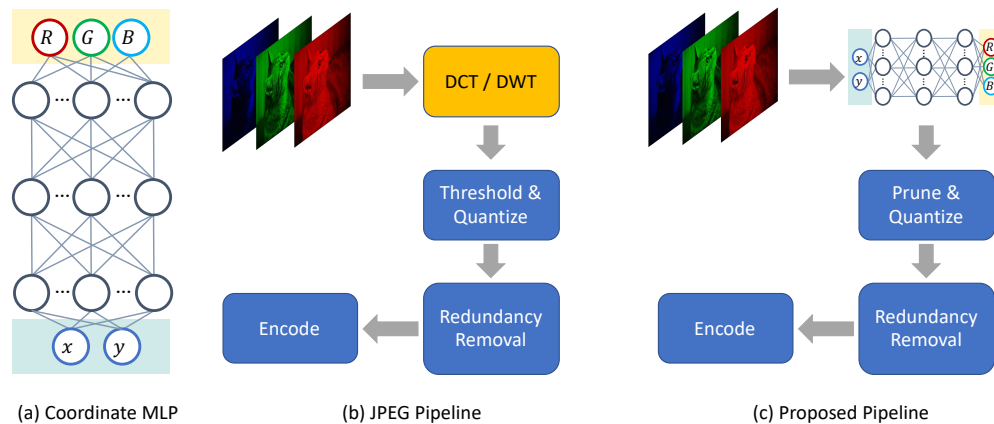 R G B
... ...
... ...
... ...
x y
(a) Coordinate MLP
DCT / DWT
Threshold &
Quantize
Redundancy
Removal
Encode
(b) JPEG Pipeline
x
y
R
G
B
Prune &
Quantize
Redundancy
Removal
Encode
(c) Proposed Pipeline